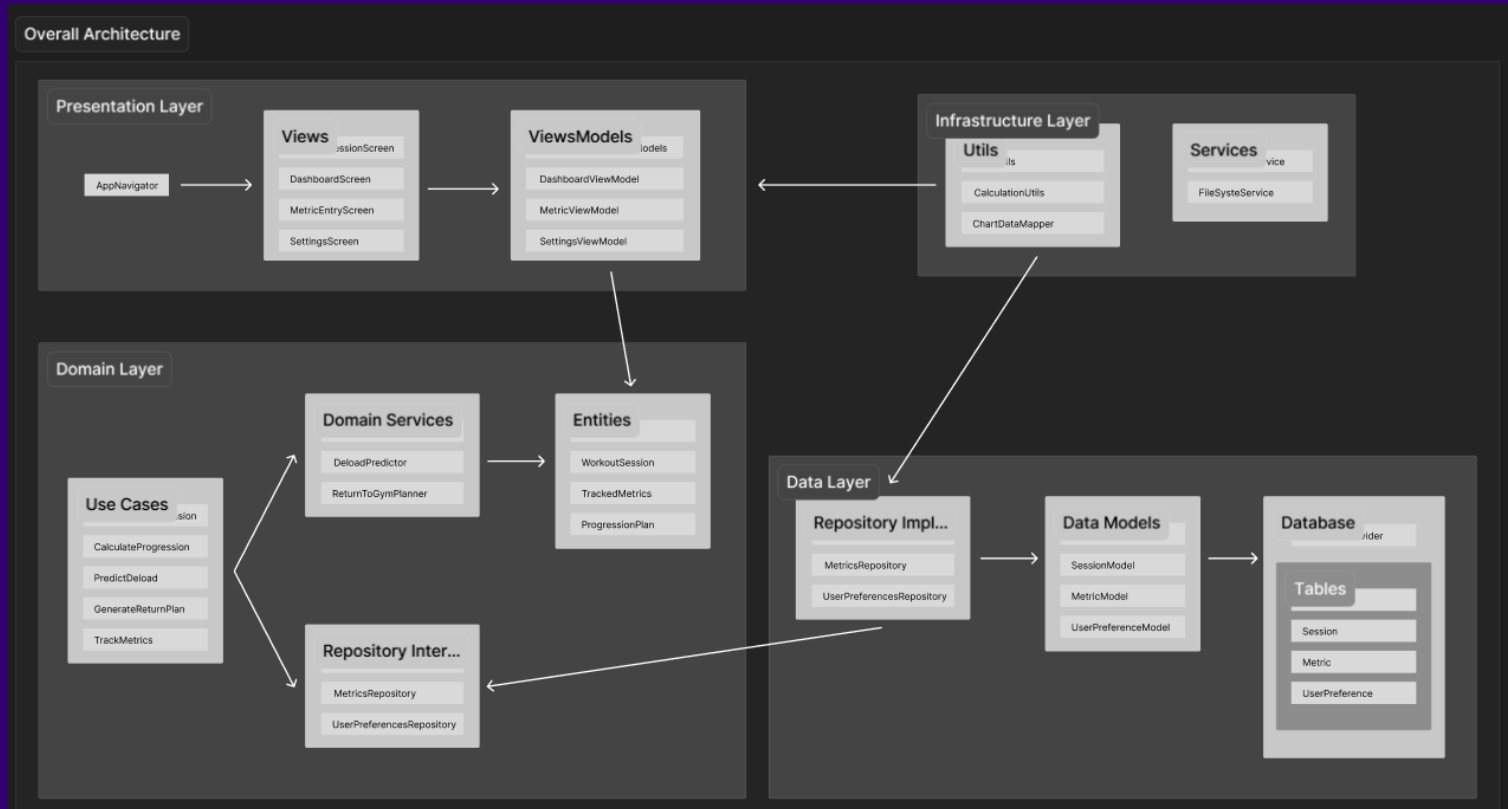 Overall Architecture
Presentation Layer
AppNavigator
Views
essionScreen
DashboardScreen
MetricEntryScreen
SettingsScreen
ViewsModels
lodels
DashboardViewModel
MetricViewModel
SettingsViewModel
Infrastructure Layer
Utils
ils
CalculationUtils
ChartDataMapper
Services
vice
FileSysteService
Domain Layer
Use Cases
sion
CalculateProgression
PredictDeload
GenerateReturnPlan
TrackMetrics
Domain Services
DeloadPredictor
ReturnToGymPlanner
Entities
WorkoutSession
TrackedMetrics
ProgressionPlan
Repository Inter...
MetricsRepository
UserPreferencesRepository
Data Layer
Repository Impl...
MetricsRepository
UserPreferencesRepository
Data Models
SessionModel
MetricModel
UserPreferenceModel
Database
vider
Tables
Session
Metric
UserPreference